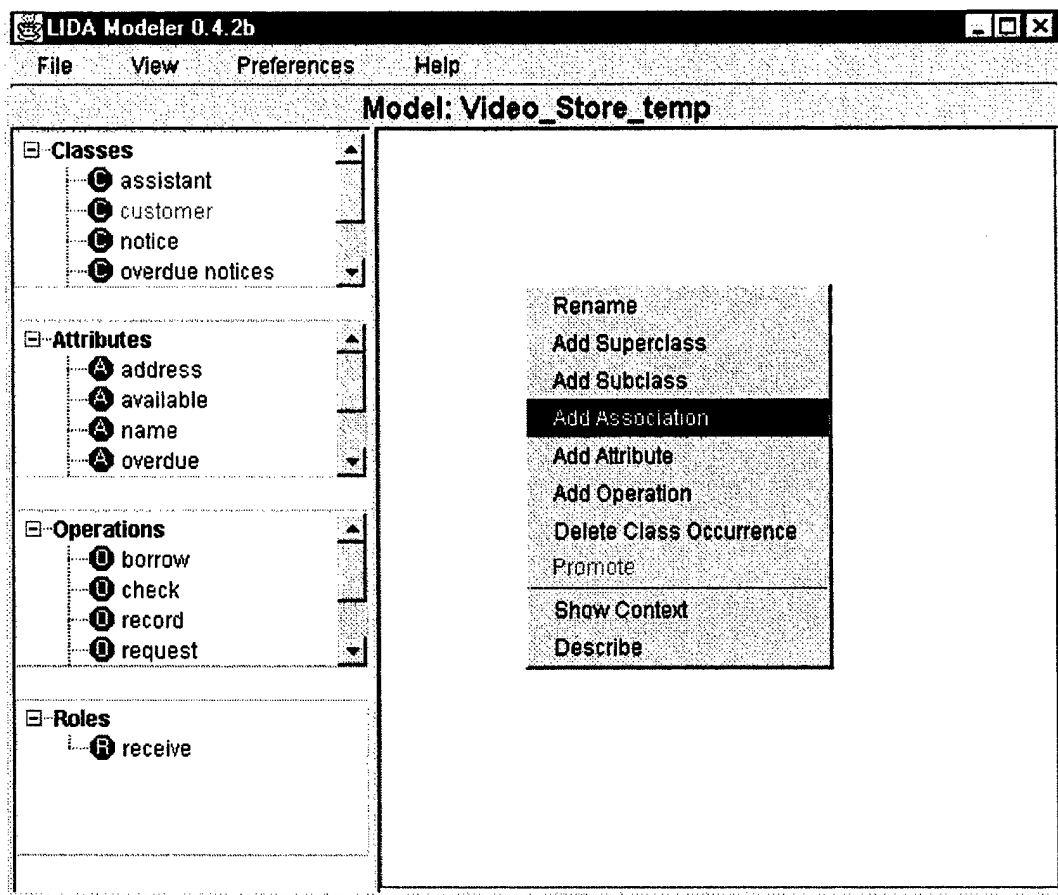 LIDA Modeler 0.4.2b
File View Preferences Help
Model: Video_Store_temp
Classes
C assistant
C customer
C notice
C overdue notices
Attributes
A address
A available
A name
A overdue
Operations
O borrow
O check
O record
O request
Roles
R receive
Rename
Add Superclass
Add Subclass
Add Association
Add Attribute
Add Operation
Delete Class Occurrence
Promote
Show Context
Describe